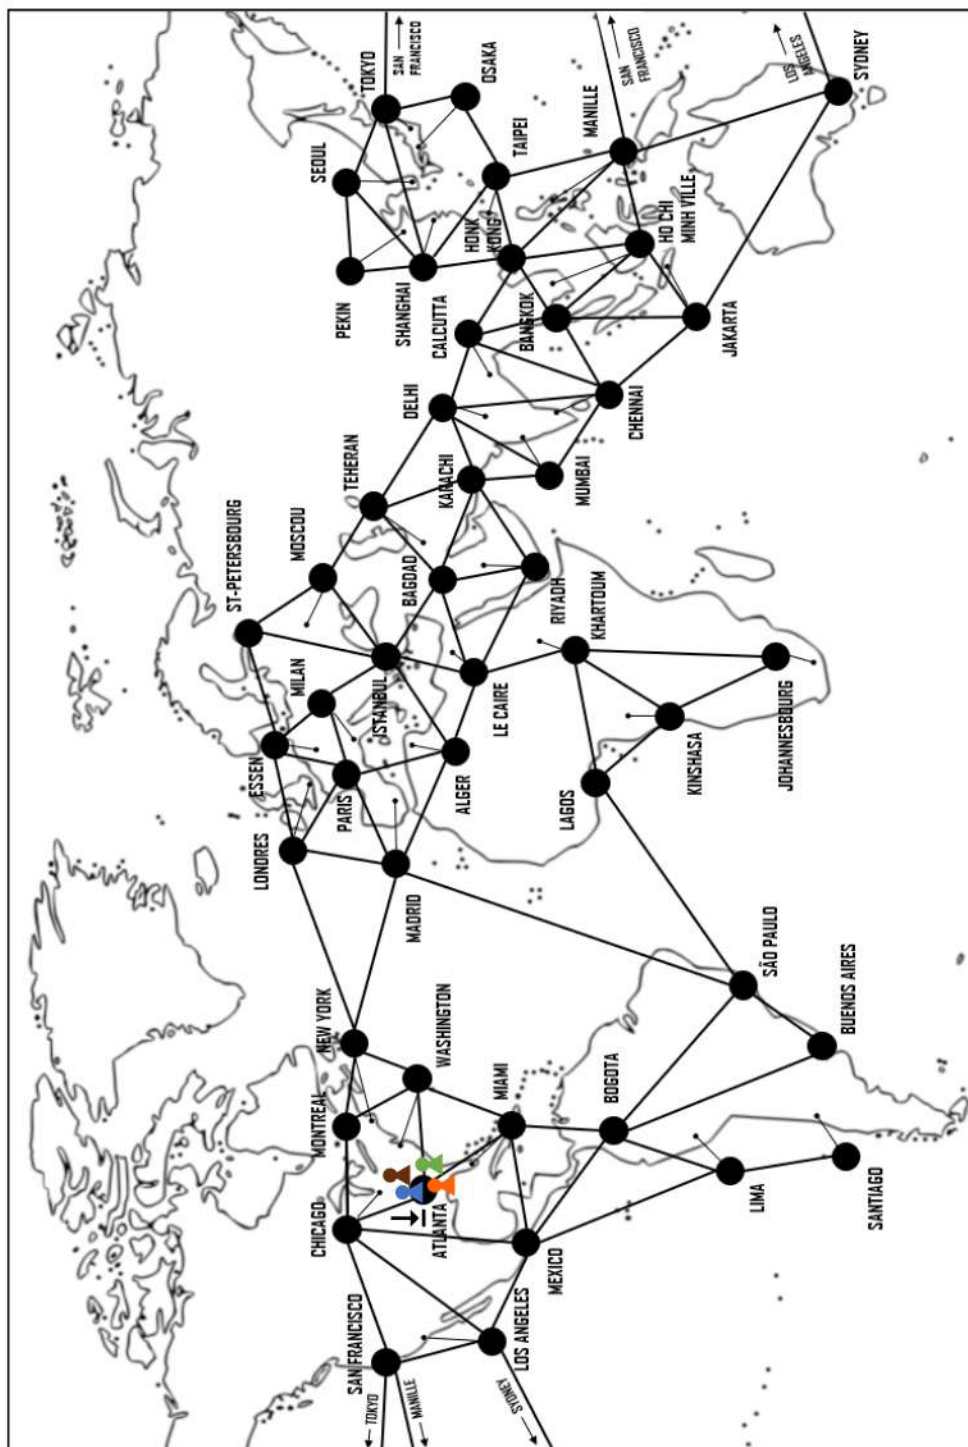 SAN FRANCISCO
← TOKYO
← MANILLE
LOS ANGELES
← SYDNEY
CHICAGO
ATLANTA
MEXICO
MONTREAL
NEW YORK
WASHINGTON
MIAMI
BOGOTA
LIMA
SANTIAGO
SÃO PAULO
BUENOS AIRES
LONDRES
MADRID
ESSEN
PARIS
MILAN
ALGER
ST-PETERSBOURG
ISTANBUL
LE CAIRE
MOSCOU
BAGDAD
RIYADH
KHARTOUM
LAGOS
KINSHASA
JOHANNESBOURG
TEHERAN
KARACHI
DELHI
MUMBAI
CHENNAI
CALCUTTA
BANGKOK
JAKARTA
PEKIN
SHANGHAI
HONK
KONG
HO CHI
MINH VILLE
SEOUL
TAIPEI
MANILLE
TOKYO
OSAKA
SYDNEY
SAN
FRANCISCO
→
SAN
FRANCISCO
→
LOS
ANGELES
→